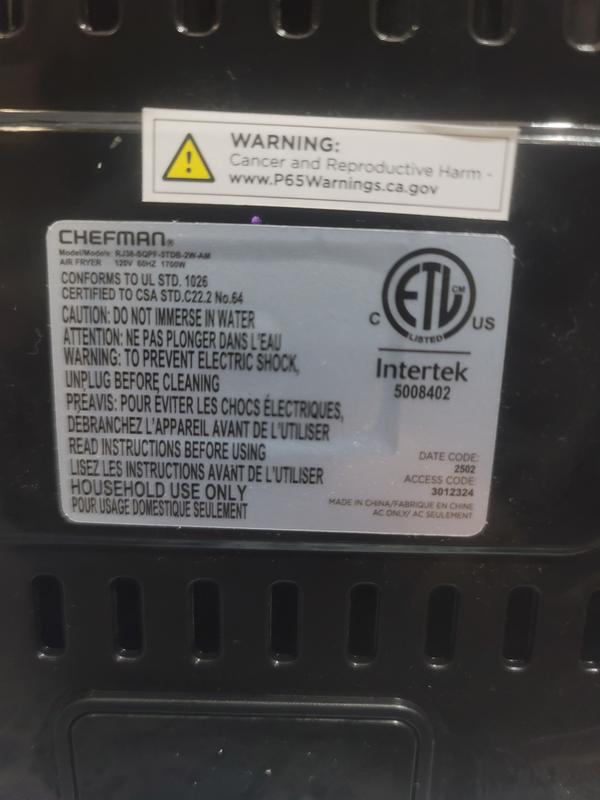 WARNING:
Cancer and Reproductive Harm -
www.P65Warnings.ca.gov
CHEFMAN®
Model/Modelo: RJ38-SQPF-5TDB-2W-AM
AIR FRYER 120V 60HZ 1700W
CONFORMS TO UL STD. 1026
CERTIFIED TO CSA STD.C22.2 No.64
CAUTION: DO NOT IMMERSE IN WATER
ATTENTION: NE PAS PLONGER DANS L'EAU
WARNING: TO PREVENT ELECTRIC SHOCK,
UNPLUG BEFORE CLEANING
PREAVIS: POUR ÉVITER LES CHOCS ÉLECTRIQUES,
DÉBRANCHEZ L'APPAREIL AVANT DE L'UTILISER
READ INSTRUCTIONS BEFORE USING
LISEZ LES INSTRUCTIONS AVANT DE L'UTILISER
HOUSEHOLD USE ONLY
POUR USAGE DOMESTIQUE SEULEMENT
ETL CM
LISTED
C US
Intertek
5008402
DATE CODE:
2502
ACCESS CODE:
3012324
MADE IN CHINA/FABRIQUE EN CHINE
AC ONLY/ AC SEULEMENT